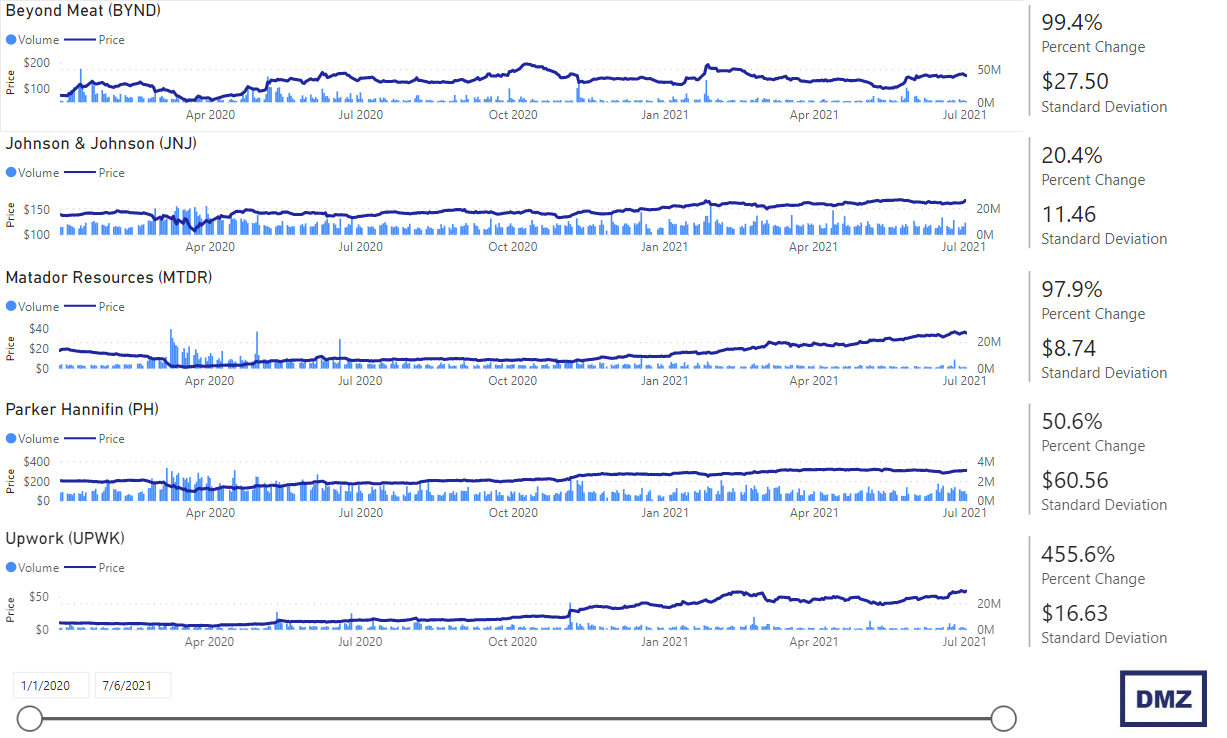 Beyond Meat (BYND)
Volume Price
$200
$100
Price
50M
0M
Apr 2020 Jul 2020 Oct 2020 Jan 2021 Apr 2021 Jul 2021
99.4%
Percent Change
$27.50
Standard Deviation
Johnson & Johnson (JNJ)
Volume Price
$150
$100
Price
20M
0M
Apr 2020 Jul 2020 Oct 2020 Jan 2021 Apr 2021 Jul 2021
20.4%
Percent Change
11.46
Standard Deviation
Matador Resources (MTDR)
Volume Price
$40
$20
$0
Price
20M
0M
Apr 2020 Jul 2020 Oct 2020 Jan 2021 Apr 2021 Jul 2021
97.9%
Percent Change
$8.74
Standard Deviation
Parker Hannifin (PH)
Volume Price
$400
$200
$0
Price
4M
2M
0M
Apr 2020 Jul 2020 Oct 2020 Jan 2021 Apr 2021 Jul 2021
50.6%
Percent Change
$60.56
Standard Deviation
Upwork (UPWK)
Volume Price
$50
$0
Price
20M
0M
Apr 2020 Jul 2020 Oct 2020 Jan 2021 Apr 2021 Jul 2021
455.6%
Percent Change
$16.63
Standard Deviation
1/1/2020 7/6/2021
DMZ